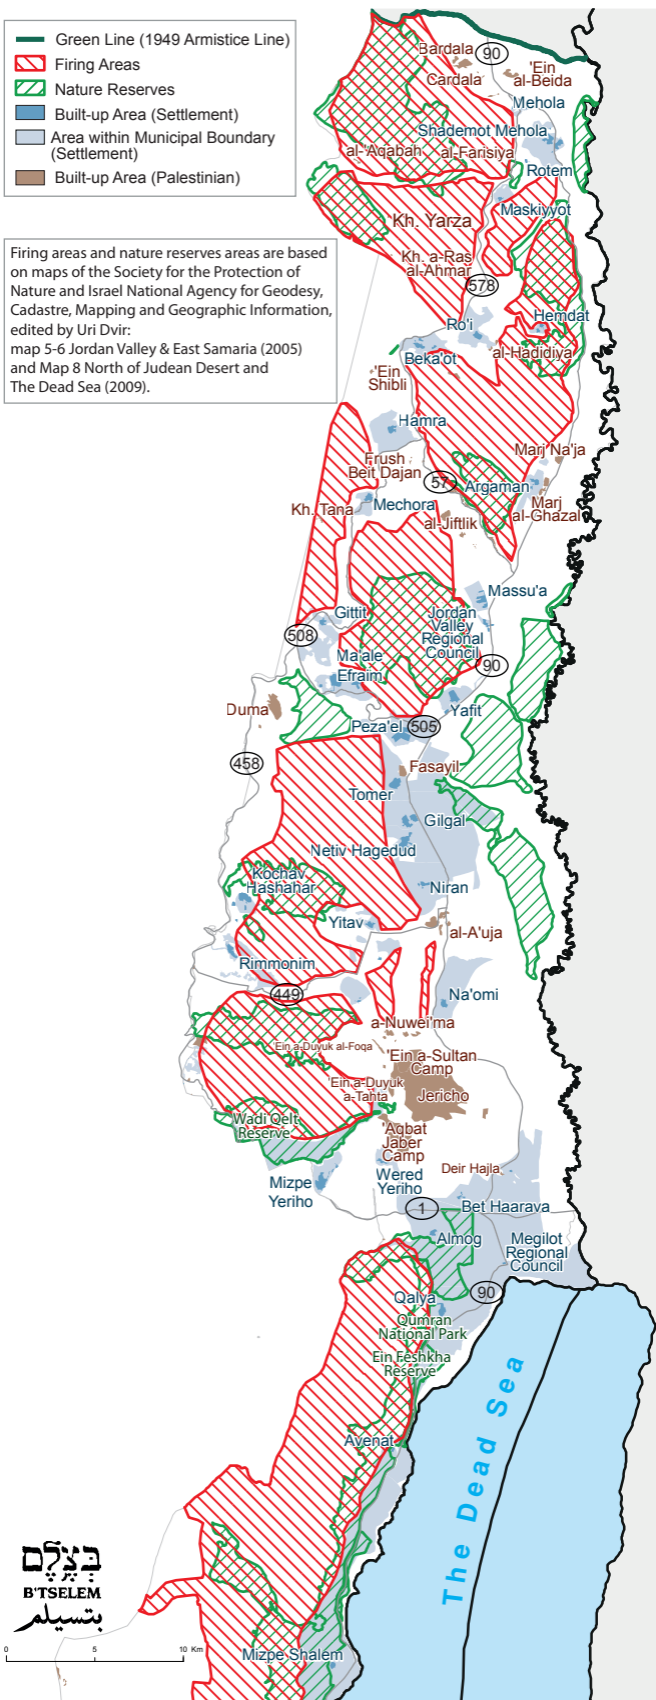 Green Line (1949 Armistice Line)
Firing Areas
Nature Reserves
Built-up Area (Settlement)
Area within Municipal Boundary
(Settlement)
Built-up Area (Palestinian)
Firing areas and nature reserves areas are based
on maps of the Society for the Protection of
Nature and Israel National Agency for Geodesy,
Cadastre, Mapping and Geographic Information,
edited by Uri Dvir:
map 5-6 Jordan Valley & East Samaria (2005)
and Map 8 North of Judean Desert and
The Dead Sea (2009).
Bardala
90
Cardala
'Ein
al-Beida
Mehola
Shademot Mehola
al-'Aqabah
al-Farisiya
Rotem
Maskiyyot
Kh. Yarza
Kh. a-Ras
al-Ahmar
578
Hemdat
Ro'i
Beka'ot
al-Hadidiya
'Ein
Shibli
Hamra
Marj Na'ja
Frush
Beit Dajan
57
Argaman
Mechora
Marj
al-Ghazal
Kh. Tana
al-Jiftlik
Massu'a
Gittit
Jordan
Valley
Regional
Council
508
Ma'ale
Efraim
90
Duma
Yafit
Peza'el
505
458
Fasayil
Tomer
Gilgal
Netiv Hagedud
Kochav
Hashahar
Niran
Yitav
al-A'uja
Rimmonim
449
Na'omi
a-Nuwei'ma
Ein a-Duyuk al-Foqa
'Ein a-Sultan
Camp
Ein a-Duyuk
a-Tahta
Jericho
Wadi Qelt
Reserve
'Aqbat
Jaber
Camp
Deir Hajla
Mizpe
Yeriho
Wered
Yeriho
1
Bet Haarava
Almog
Megilot
Regional
Council
90
Qalya
Qumran
National Park
Ein Feshkha
Reserve
Avenat
The Dead Sea
בצלם
B'TSELEM
بتسيلم
0 5 10 Km
Mizpe Shalem